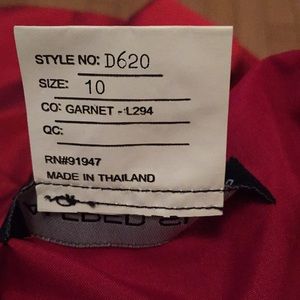 STYLE NO: D620
SIZE: 10
CO: GARNET - L294
QC:
RN#91947
MADE IN THAILAND